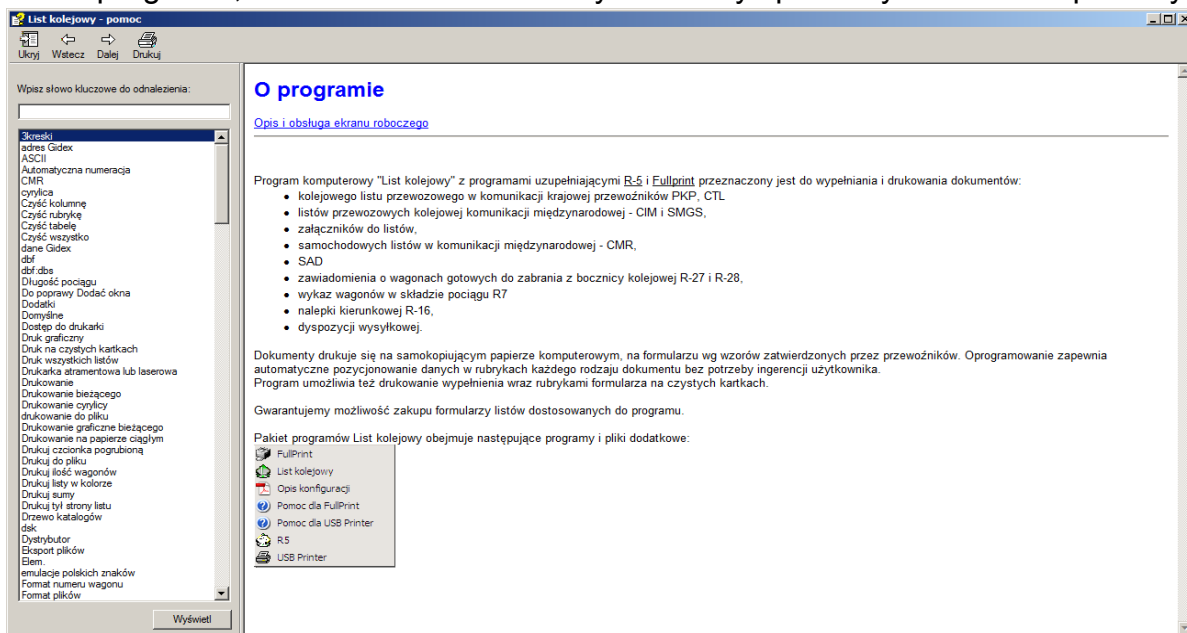 List kolejowy - pomoc
Ukryj Wstecz Dalej Drukuj
Wpisz słowo kluczowe do odnalezienia:
3kreski
adres Gidex
ASCII
Automatyczna numeracja
CMR
cyrylica
Czyść kolumnę
Czyść rubrykę
Czyść tabelę
Czyść wszystko
dane Gidex
dbf
dbf:dbs
Długość pociągu
Do poprawy Dodać okna
Dodatki
Domyślne
Dostęp do drukarki
Druk graficzny
Druk na czystych kartkach
Druk wszystkich listów
Drukarka atramentowa lub laserowa
Drukowanie
Drukowanie bieżącego
Drukowanie cyrylicy
drukowanie do pliku
Drukowanie graficzne bieżącego
Drukowanie na papierze ciągłym
Drukuj czcionka pogrubioną
Drukuj do pliku
Drukuj ilość wagonów
Drukuj listy w kolorze
Drukuj sumy
Drukuj tył strony listu
Drzewo katalogów
dsk
Dystrybutor
Eksport plików
Elem.
emulacje polskich znaków
Format numeru wagonu
Format plików
Wyświetl
O programie
Opis i obsługa ekranu roboczego
Program komputerowy "List kolejowy" z programami uzupełniającymi R-5 i Fullprint przeznaczony jest do wypełniania i drukowania dokumentów:
• kolejowego listu przewozowego w komunikacji krajowej przewoźników PKP, CTL
• listów przewozowych kolejowej komunikacji międzynarodowej - CIM i SMGS,
• załączników do listów,
• samochodowych listów w komunikacji międzynarodowej - CMR,
• SAD
• zawiadomienia o wagonach gotowych do zabrania z bocznicy kolejowej R-27 i R-28,
• wykaz wagonów w składzie pociągu R7
• nalepki kierunkowej R-16,
• dyspozycji wysyłkowej.
Dokumenty drukuje się na samokopiującym papierze komputerowym, na formularzu wg wzorów zatwierdzonych przez przewoźników. Oprogramowanie zapewnia
automatyczne pozycjonowanie danych w rubrykach każdego rodzaju dokumentu bez potrzeby ingerencji użytkownika.
Program umożliwia też drukowanie wypełnienia wraz rubrykami formularza na czystych kartkach.
Gwarantujemy możliwość zakupu formularzy listów dostosowanych do programu.
Pakiet programów List kolejowy obejmuje następujące programy i pliki dodatkowe:
FullPrint
List kolejowy
Opis konfiguracji
Pomoc dla FullPrint
Pomoc dla USB Printer
R5
USB Printer